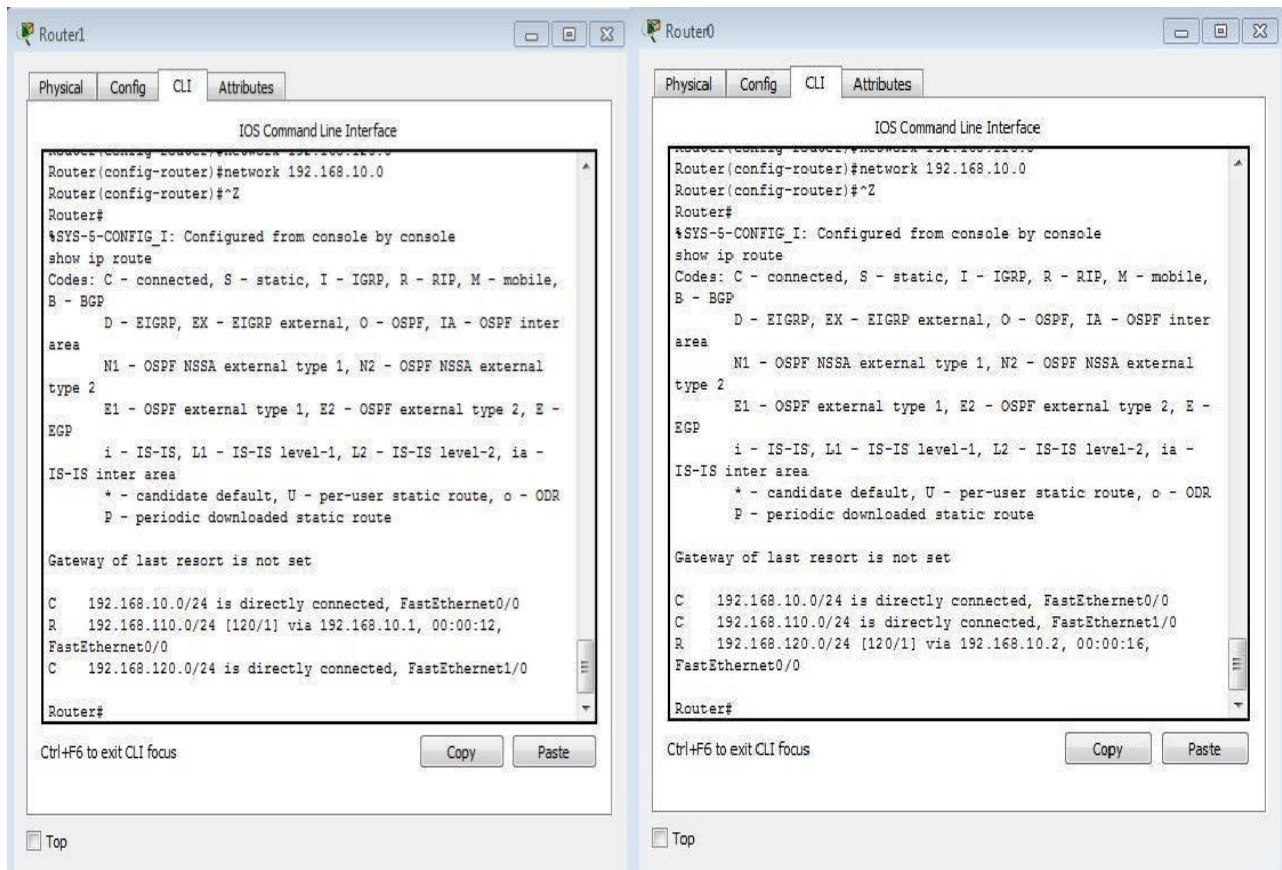 Router1
Physical Config CLI Attributes
IOS Command Line Interface
Router(config-router)#network 192.168.120.0
Router(config-router)#network 192.168.10.0
Router(config-router)#^Z
Router#
%SYS-5-CONFIG_I: Configured from console by console
show ip route
Codes: C - connected, S - static, I - IGRP, R - RIP, M - mobile,
B - BGP
D - EIGRP, EX - EIGRP external, O - OSPF, IA - OSPF inter
area
N1 - OSPF NSSA external type 1, N2 - OSPF NSSA external
type 2
E1 - OSPF external type 1, E2 - OSPF external type 2, E -
EGP
i - IS-IS, L1 - IS-IS level-1, L2 - IS-IS level-2, ia -
IS-IS inter area
* - candidate default, U - per-user static route, o - ODR
P - periodic downloaded static route
Gateway of last resort is not set
C 192.168.10.0/24 is directly connected, FastEthernet0/0
R 192.168.110.0/24 [120/1] via 192.168.10.1, 00:00:12,
FastEthernet0/0
C 192.168.120.0/24 is directly connected, FastEthernet1/0
Router#
Ctrl+F6 to exit CLI focus
Copy Paste
Top
Router0
Physical Config CLI Attributes
IOS Command Line Interface
Router(config-router)#network 192.168.110.0
Router(config-router)#network 192.168.10.0
Router(config-router)#^Z
Router#
%SYS-5-CONFIG_I: Configured from console by console
show ip route
Codes: C - connected, S - static, I - IGRP, R - RIP, M - mobile,
B - BGP
D - EIGRP, EX - EIGRP external, O - OSPF, IA - OSPF inter
area
N1 - OSPF NSSA external type 1, N2 - OSPF NSSA external
type 2
E1 - OSPF external type 1, E2 - OSPF external type 2, E -
EGP
i - IS-IS, L1 - IS-IS level-1, L2 - IS-IS level-2, ia -
IS-IS inter area
* - candidate default, U - per-user static route, o - ODR
P - periodic downloaded static route
Gateway of last resort is not set
C 192.168.10.0/24 is directly connected, FastEthernet0/0
C 192.168.110.0/24 is directly connected, FastEthernet1/0
R 192.168.120.0/24 [120/1] via 192.168.10.2, 00:00:16,
FastEthernet0/0
Router#
Ctrl+F6 to exit CLI focus
Copy Paste
Top